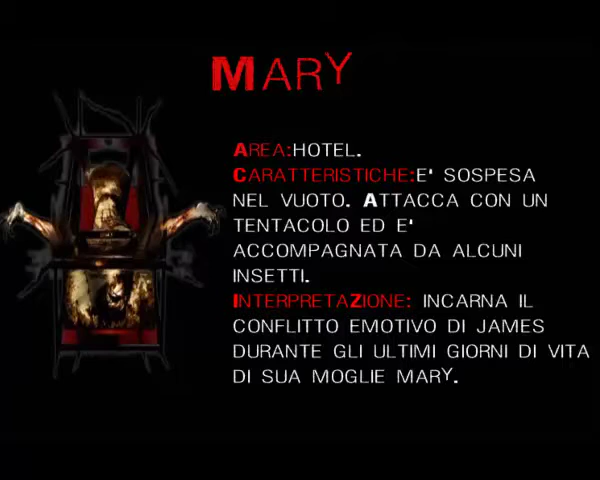 MARY
AREA:HOTEL.
CARATTERISTICHE:E' SOSPESA
NEL VUOTO. ATTACCA CON UN
TENTACOLO ED E'
ACCOMPAGNATA DA ALCUNI
INSETTI.
INTERPRETAZIONE: INCARNA IL
CONFLITTO EMOTIVO DI JAMES
DURANTE GLI ULTIMI GIORNI DI VITA
DI SUA MOGLIE MARY.